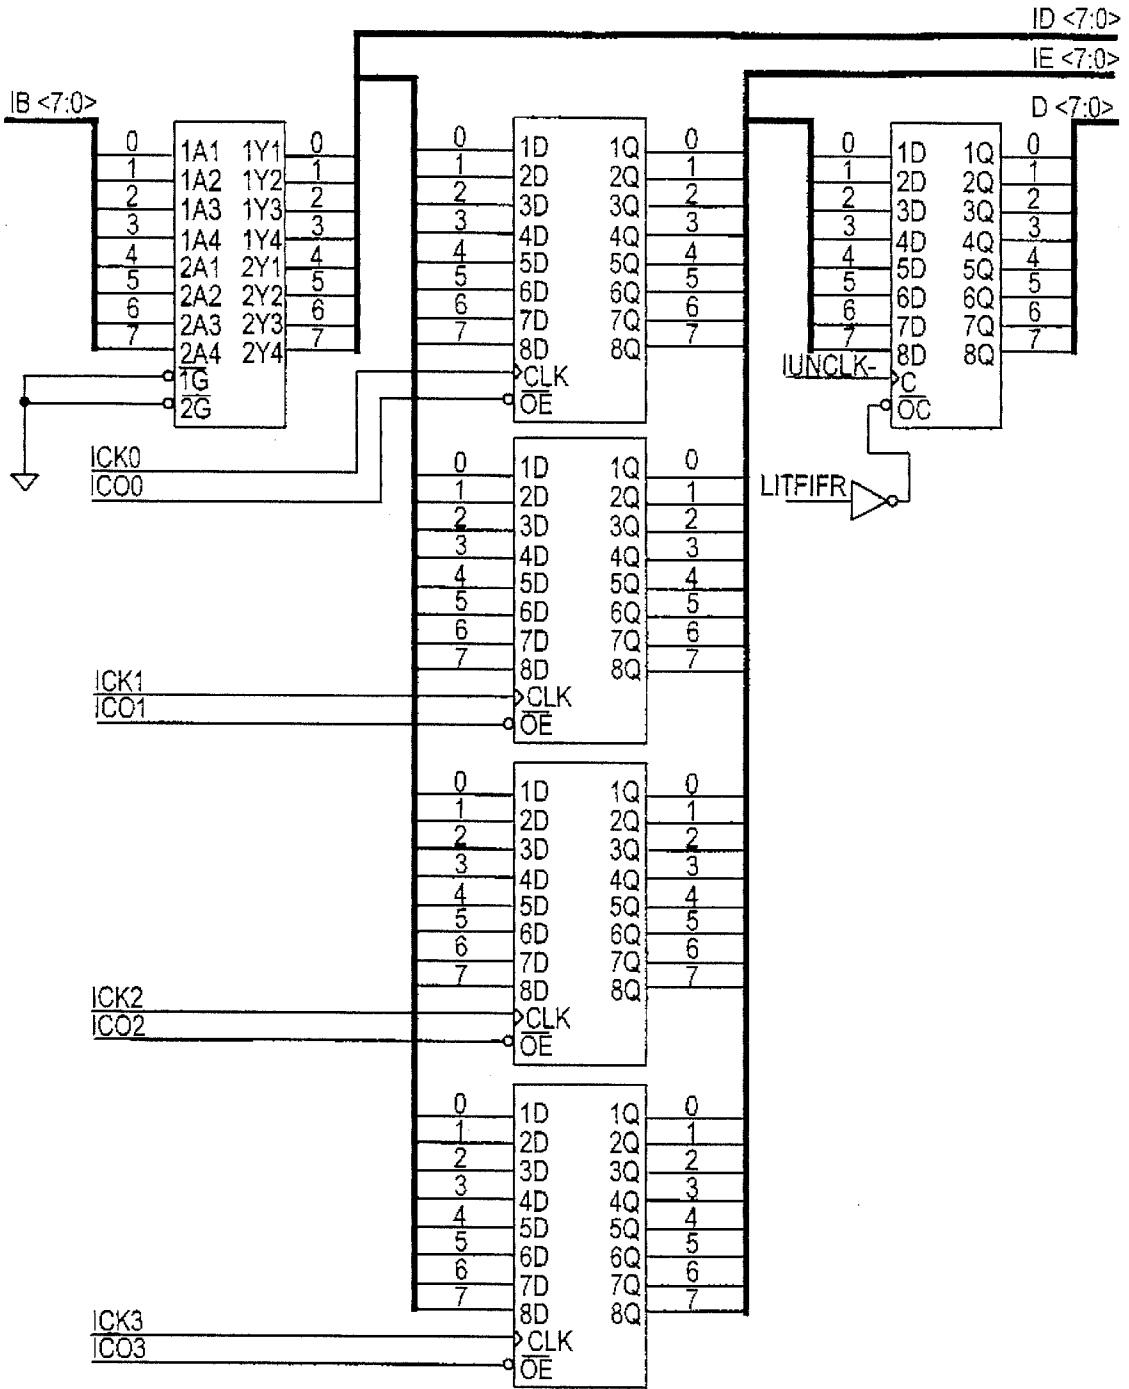 ID <7:0>
IE <7:0>
IB <7:0>
D <7:0>
0 1A1 1Y1 0
1 1A2 1Y2 1
2 1A3 1Y3 2
3 1A4 1Y4 3
4 2A1 2Y1 4
5 2A2 2Y2 5
6 2A3 2Y3 6
7 2A4 2Y4 7
1G
2G
0 1D 1Q 0
1 2D 2Q 1
2 3D 3Q 2
3 4D 4Q 3
4 5D 5Q 4
5 6D 6Q 5
6 7D 7Q 6
7 8D 8Q 7
CLK
OE
ICK0
ICO0
0 1D 1Q 0
1 2D 2Q 1
2 3D 3Q 2
3 4D 4Q 3
4 5D 5Q 4
5 6D 6Q 5
6 7D 7Q 6
7 8D 8Q 7
IUNCLK-
C
OC
LITFIFR
0 1D 1Q 0
1 2D 2Q 1
2 3D 3Q 2
3 4D 4Q 3
4 5D 5Q 4
5 6D 6Q 5
6 7D 7Q 6
7 8D 8Q 7
ICK1 CLK
ICO1 OE
0 1D 1Q 0
1 2D 2Q 1
2 3D 3Q 2
3 4D 4Q 3
4 5D 5Q 4
5 6D 6Q 5
6 7D 7Q 6
7 8D 8Q 7
ICK2 CLK
ICO2 OE
0 1D 1Q 0
1 2D 2Q 1
2 3D 3Q 2
3 4D 4Q 3
4 5D 5Q 4
5 6D 6Q 5
6 7D 7Q 6
7 8D 8Q 7
ICK3 CLK
ICO3 OE